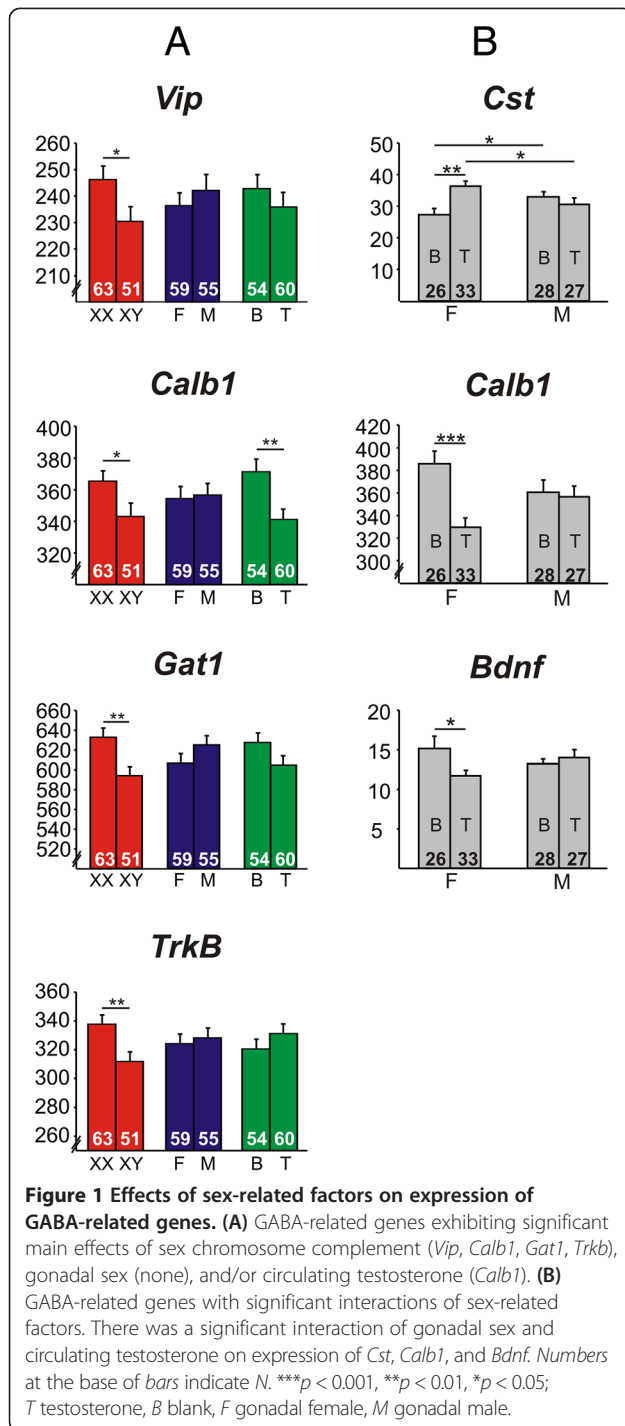 A
B
Vip
260
250
240
230
220
210
*
63 51 59 55 54 60
XX XY F M B T
Cst
50
40
30
20
10
*
*
**
B T B T
26 33 28 27
F M
Calb1
400
380
360
340
320
*
**
63 51 59 55 54 60
XX XY F M B T
Calb1
420
400
380
360
340
320
300
***
B T B T
26 33 28 27
F M
Gat1
660
640
620
600
580
560
540
520
**
63 51 59 55 54 60
XX XY F M B T
Bdnf
20
15
10
5
*
B T B T
26 33 28 27
F M
TrkB
360
340
320
300
280
260
**
63 51 59 55 54 60
XX XY F M B T
Figure 1 Effects of sex-related factors on expression of
GABA-related genes. (A) GABA-related genes exhibiting significant
main effects of sex chromosome complement (Vip, Calb1, Gat1, Trkb),
gonadal sex (none), and/or circulating testosterone (Calb1). (B)
GABA-related genes with significant interactions of sex-related
factors. There was a significant interaction of gonadal sex and
circulating testosterone on expression of Cst, Calb1, and Bdnf. Numbers
at the base of bars indicate N. ***p < 0.001, **p < 0.01, *p < 0.05;
T testosterone, B blank, F gonadal female, M gonadal male.